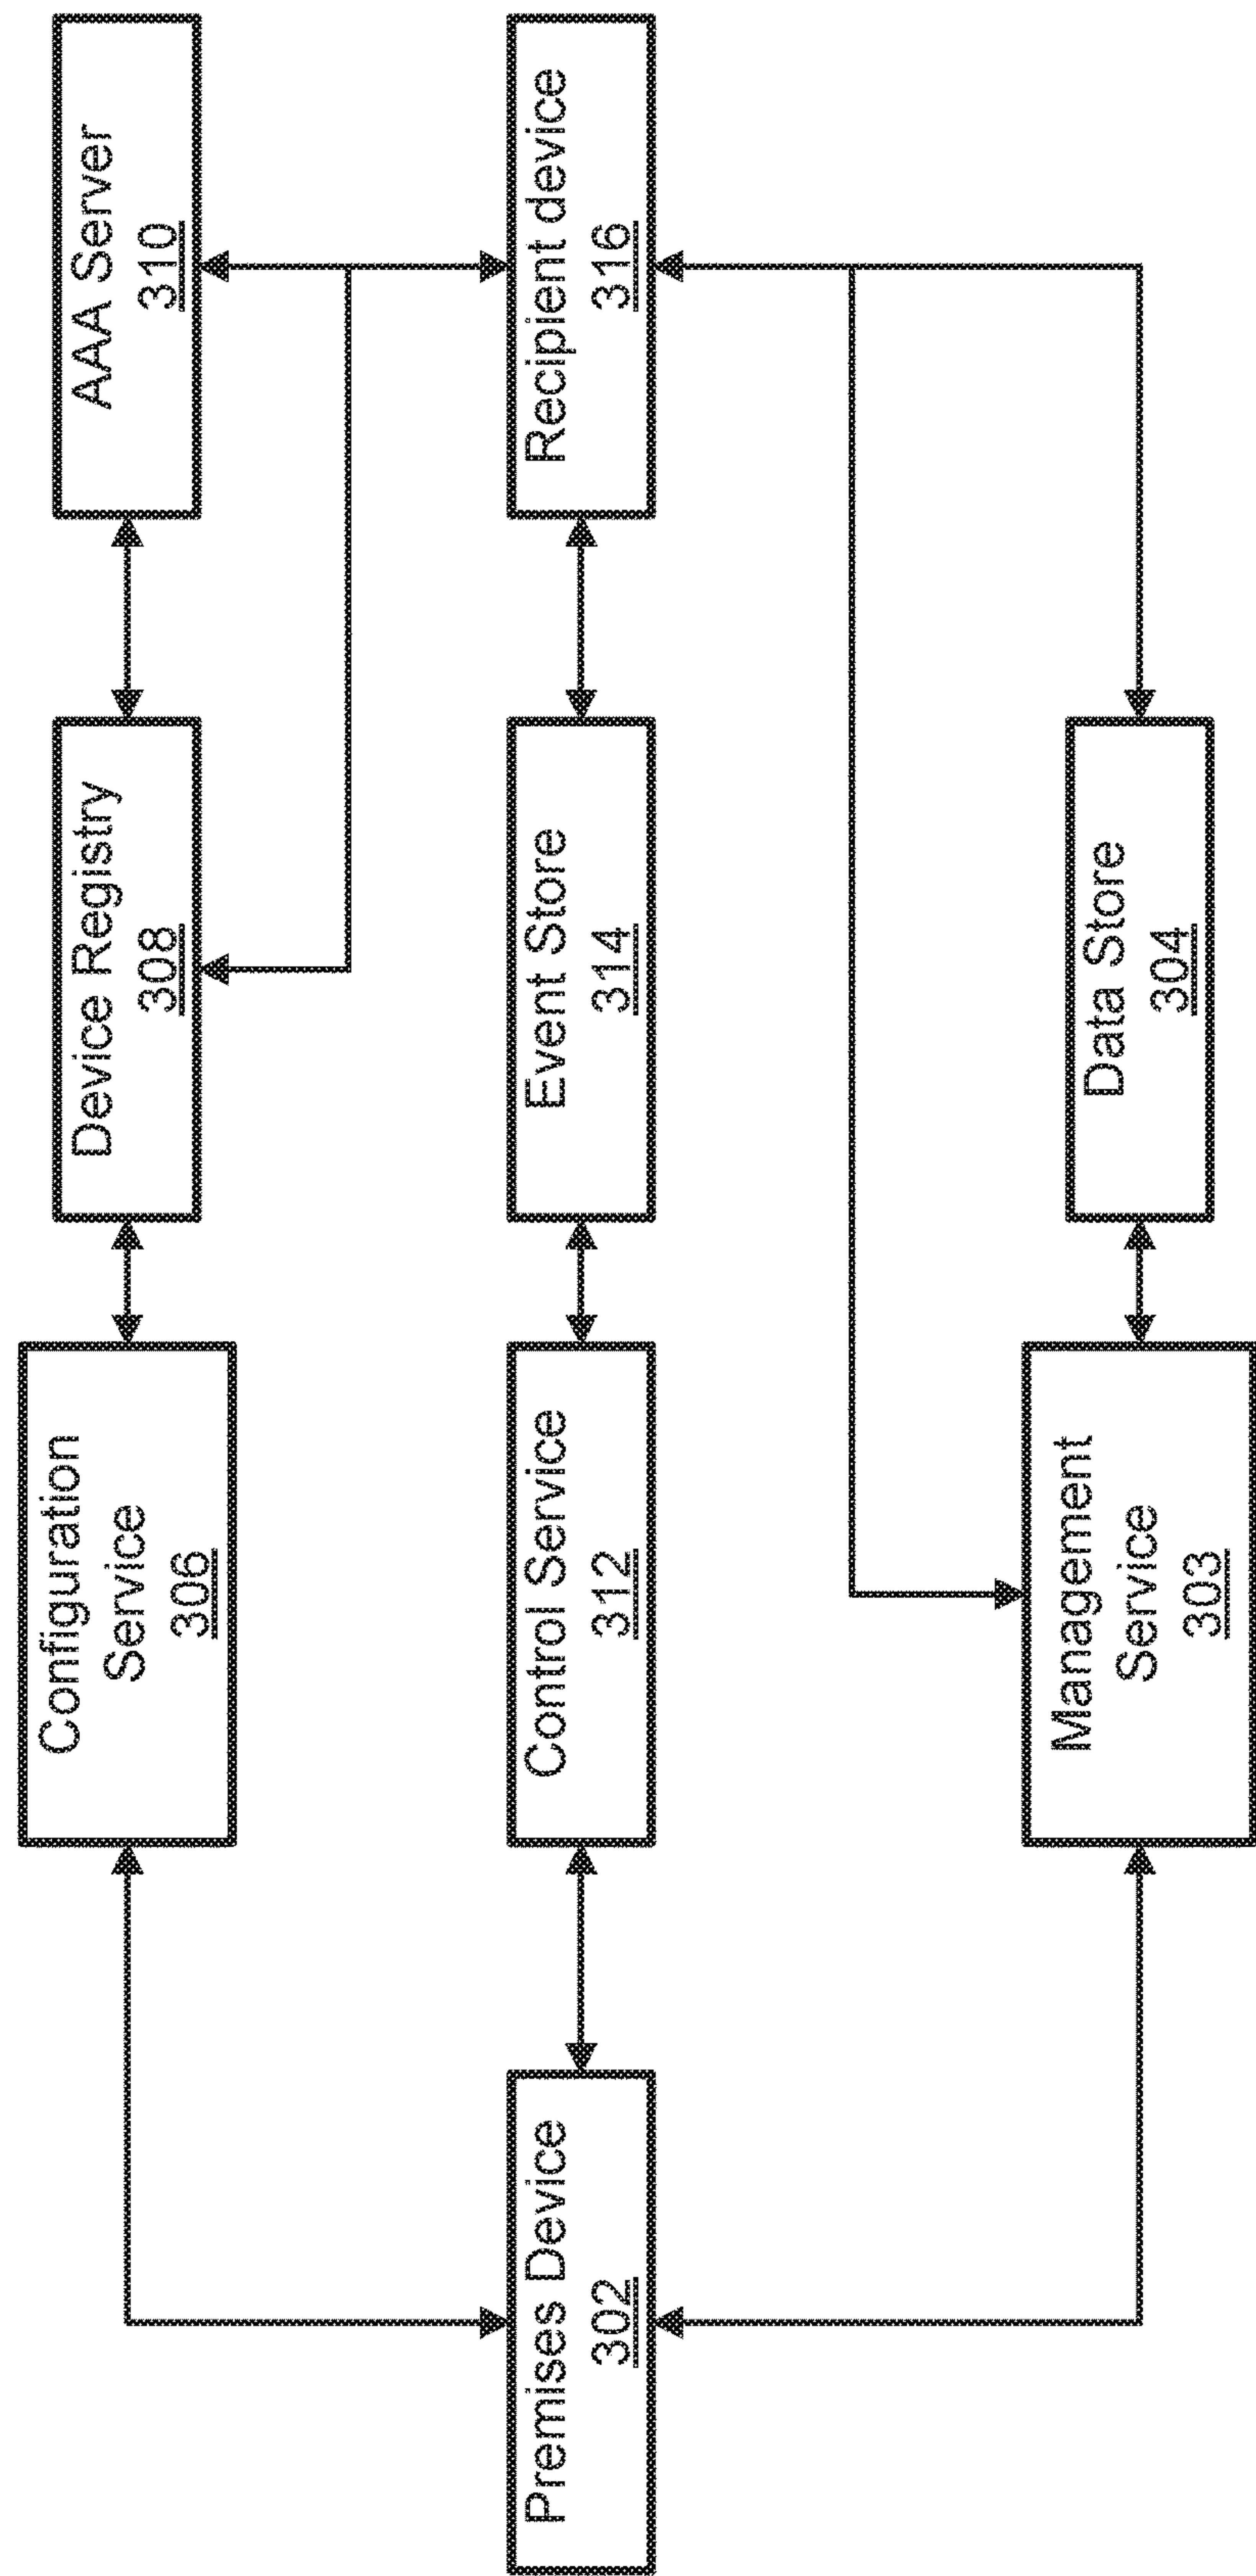 Configuration
Service
306
Device Registry
308
AAA Server
310
Premises Device
302
Control Service
312
Event Store
314
Recipient device
316
Management
Service
303
Data Store
304